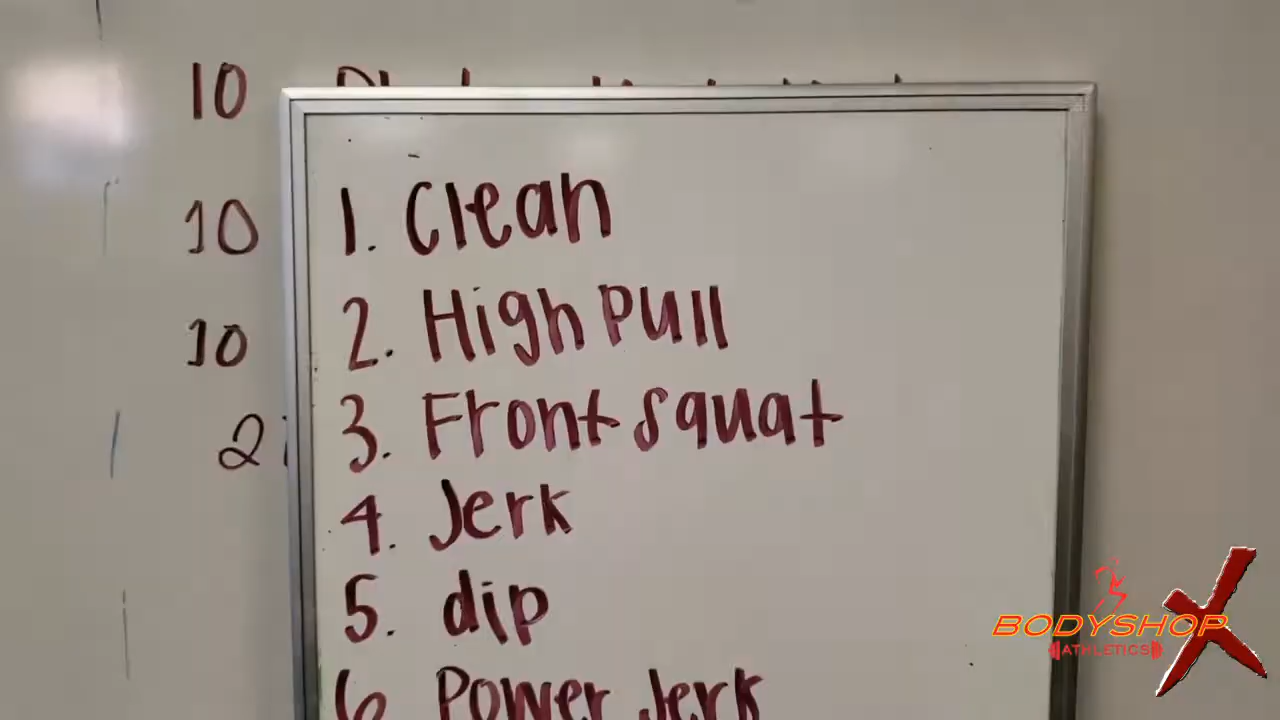 10
10
10
2
1. Clean
2. High Pull
3. Front squat
4. Jerk
5. dip
6 Power Jerk
BODYSHOP X
ATHLETICS